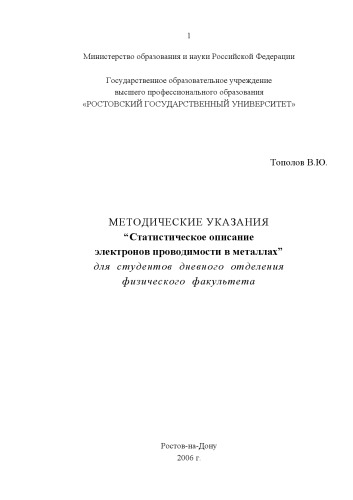 1
Министерство образования и науки Российской Федерации
Государственное образовательное учреждение
высшего профессионального образования
«РОСТОВСКИЙ ГОСУДАРСТВЕННЫЙ УНИВЕРСИТЕТ»
Тополов В.Ю.
МЕТОДИЧЕСКИЕ УКАЗАНИЯ
“Статистическое описание
электронов проводимости в металлах”
для студентов дневного отделения
физического факультета
Ростов-на-Дону
2006 г.